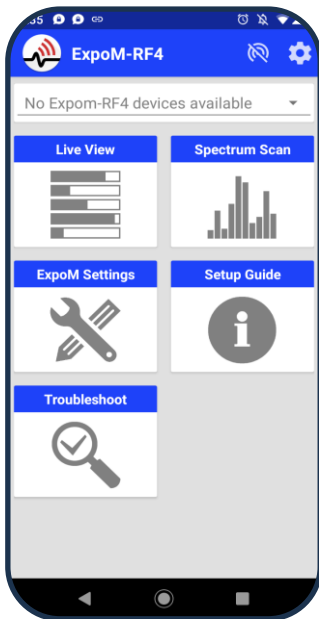 ExpoM-RF4
No Expom-RF4 devices available
Live View
Spectrum Scan
ExpoM Settings
Setup Guide
Troubleshoot